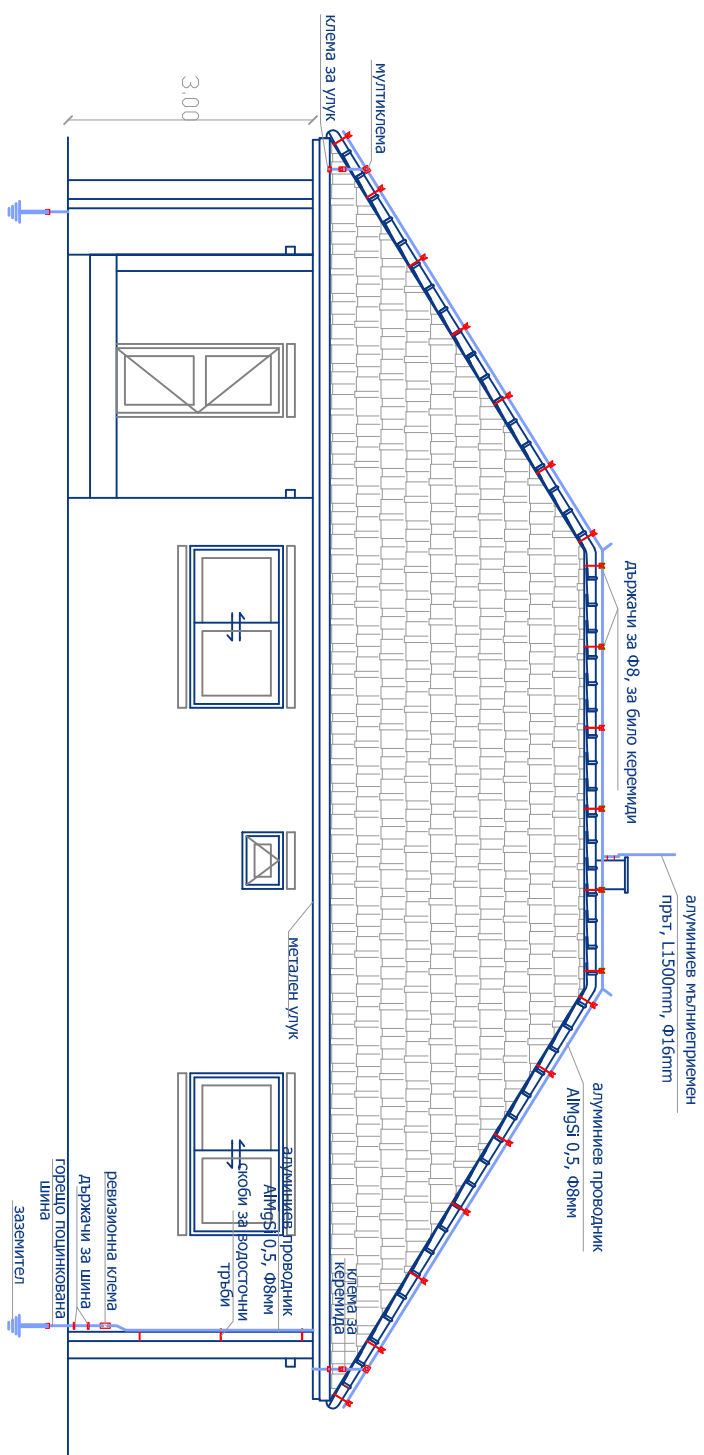 клема за улук
мултиклема
3.00
държачи за Ф8, за било керемиди
алуминиев мълниеприемен
прът, L1500mm, Ф16mm
алуминиев проводник
AlMgSi 0,5, Ф8мм
метален улук
алуминиев проводник
AlMgSi 0,5, Ф8мм
скоби за водосточни
тръби
клема за
керемида
ревизионна клема
държачи за шина
горещо поцинкована
шина
заземител